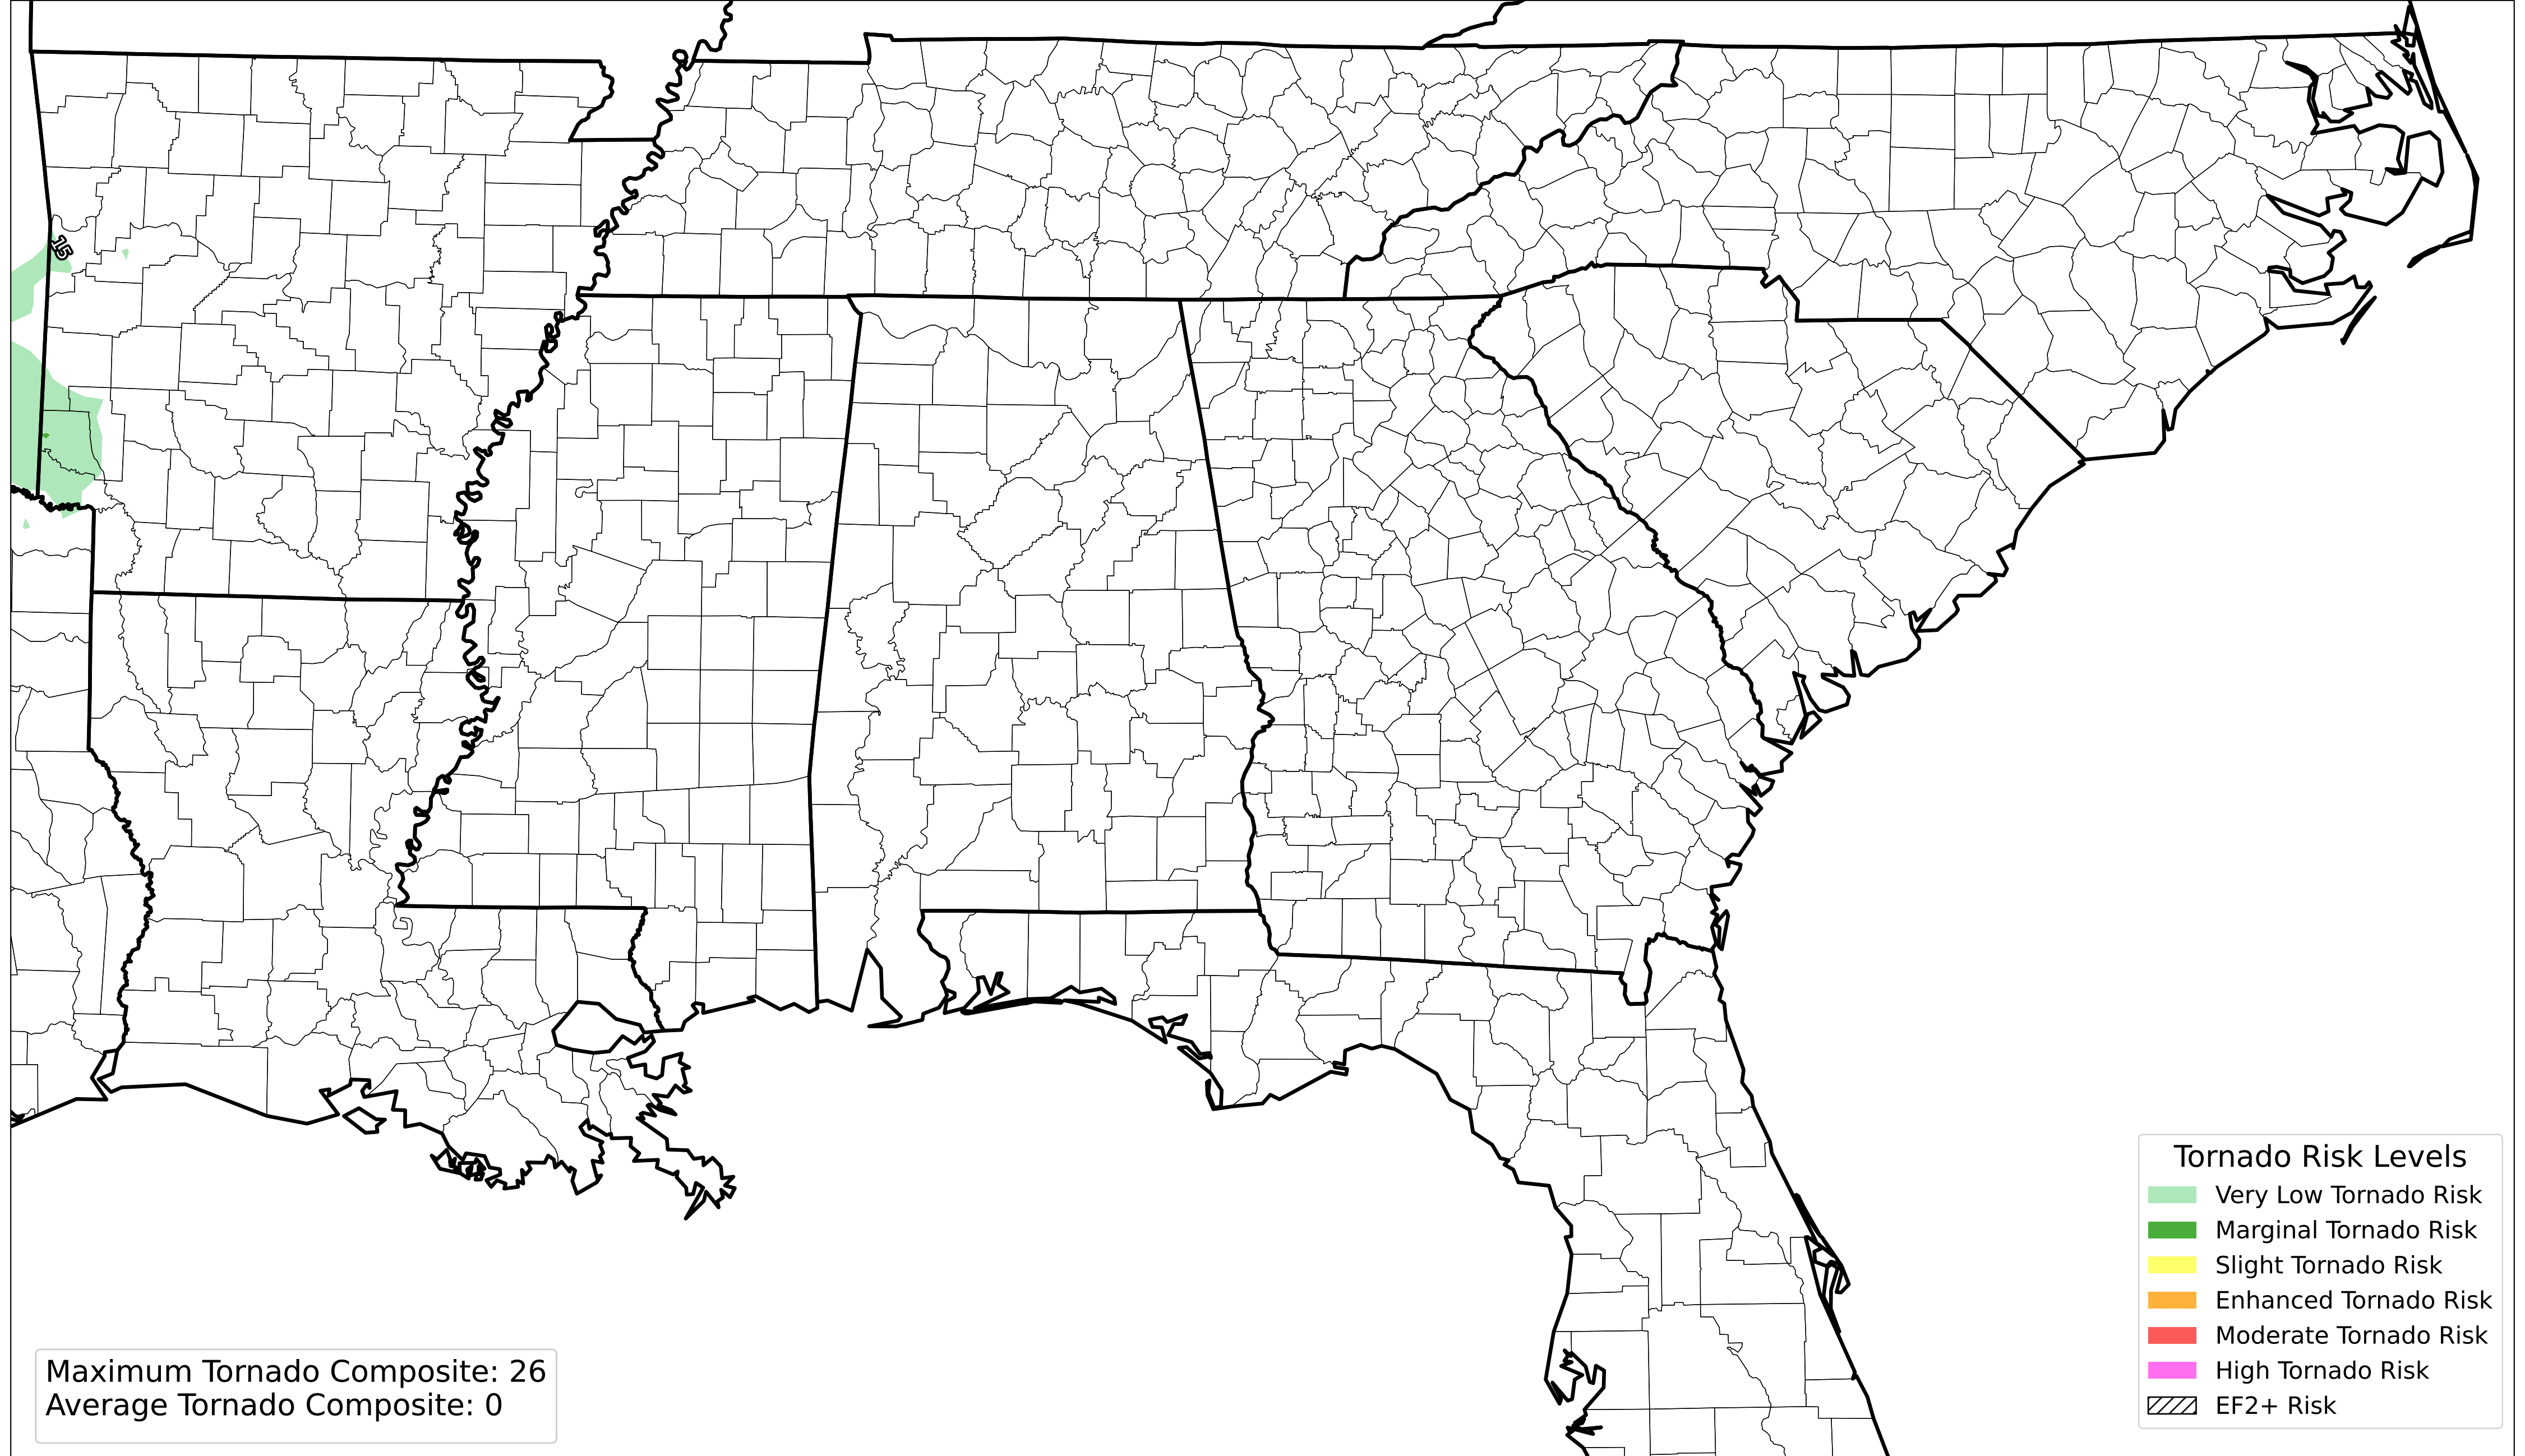 15
Maximum Tornado Composite: 26
Average Tornado Composite: 0
Tornado Risk Levels
Very Low Tornado Risk
Marginal Tornado Risk
Slight Tornado Risk
Enhanced Tornado Risk
Moderate Tornado Risk
High Tornado Risk
EF2+ Risk